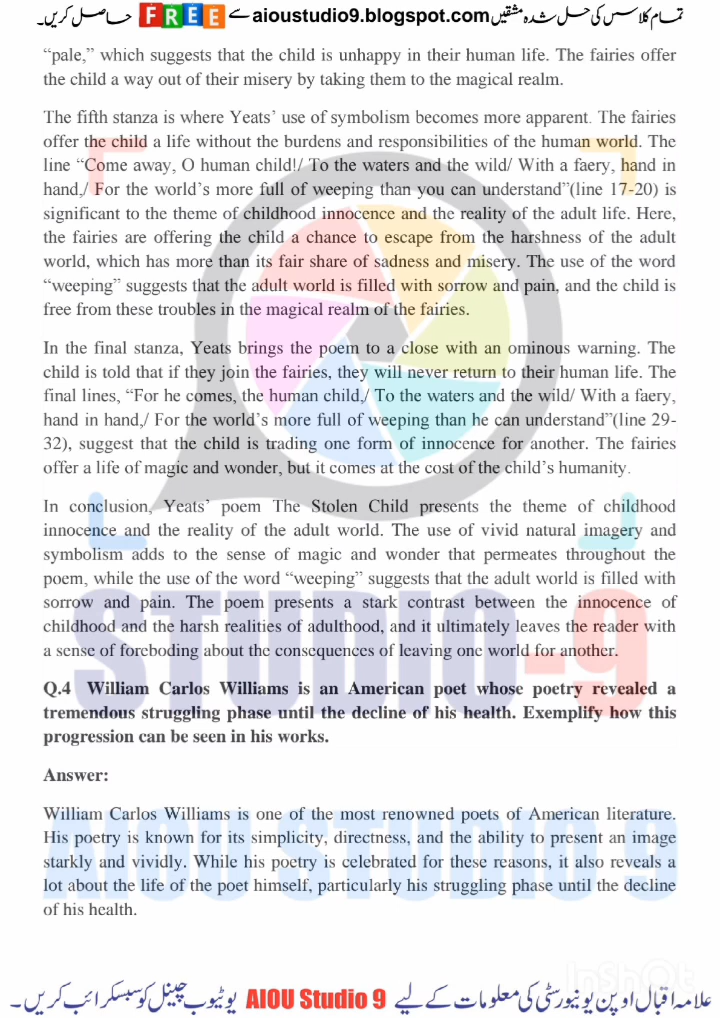 تمام کلاسس کی حل شدہ مشقیں aioustudio9.blogspot.com سے FREE حاصل کریں۔
“pale,” which suggests that the child is unhappy in their human life. The fairies offer
the child a way out of their misery by taking them to the magical realm.
The fifth stanza is where Yeats’ use of symbolism becomes more apparent. The fairies
offer the child a life without the burdens and responsibilities of the human world. The
line “Come away, O human child!/ To the waters and the wild/ With a faery, hand in
hand,/ For the world’s more full of weeping than you can understand”(line 17-20) is
significant to the theme of childhood innocence and the reality of the adult life. Here,
the fairies are offering the child a chance to escape from the harshness of the adult
world, which has more than its fair share of sadness and misery. The use of the word
“weeping” suggests that the adult world is filled with sorrow and pain, and the child is
free from these troubles in the magical realm of the fairies.
In the final stanza, Yeats brings the poem to a close with an ominous warning. The
child is told that if they join the fairies, they will never return to their human life. The
final lines, “For he comes, the human child,/ To the waters and the wild/ With a faery,
hand in hand,/ For the world’s more full of weeping than he can understand”(line 29-
32), suggest that the child is trading one form of innocence for another. The fairies
offer a life of magic and wonder, but it comes at the cost of the child’s humanity.
In conclusion, Yeats’ poem The Stolen Child presents the theme of childhood
innocence and the reality of the adult world. The use of vivid natural imagery and
symbolism adds to the sense of magic and wonder that permeates throughout the
poem, while the use of the word “weeping” suggests that the adult world is filled with
sorrow and pain. The poem presents a stark contrast between the innocence of
childhood and the harsh realities of adulthood, and it ultimately leaves the reader with
a sense of foreboding about the consequences of leaving one world for another.
STUDIO-9
Q.4 William Carlos Williams is an American poet whose poetry revealed a
tremendous struggling phase until the decline of his health. Exemplify how this
progression can be seen in his works.
Answer:
William Carlos Williams is one of the most renowned poets of American literature.
His poetry is known for its simplicity, directness, and the ability to present an image
starkly and vividly. While his poetry is celebrated for these reasons, it also reveals a
lot about the life of the poet himself, particularly his struggling phase until the decline
of his health.
AIOU STUDIO 9
InShOt
علامہ اقبال اوپن یونیورسٹی کی معلومات کے لیے AIOU Studio 9 یوٹیوب چینل کو سبسکرائب کریں۔